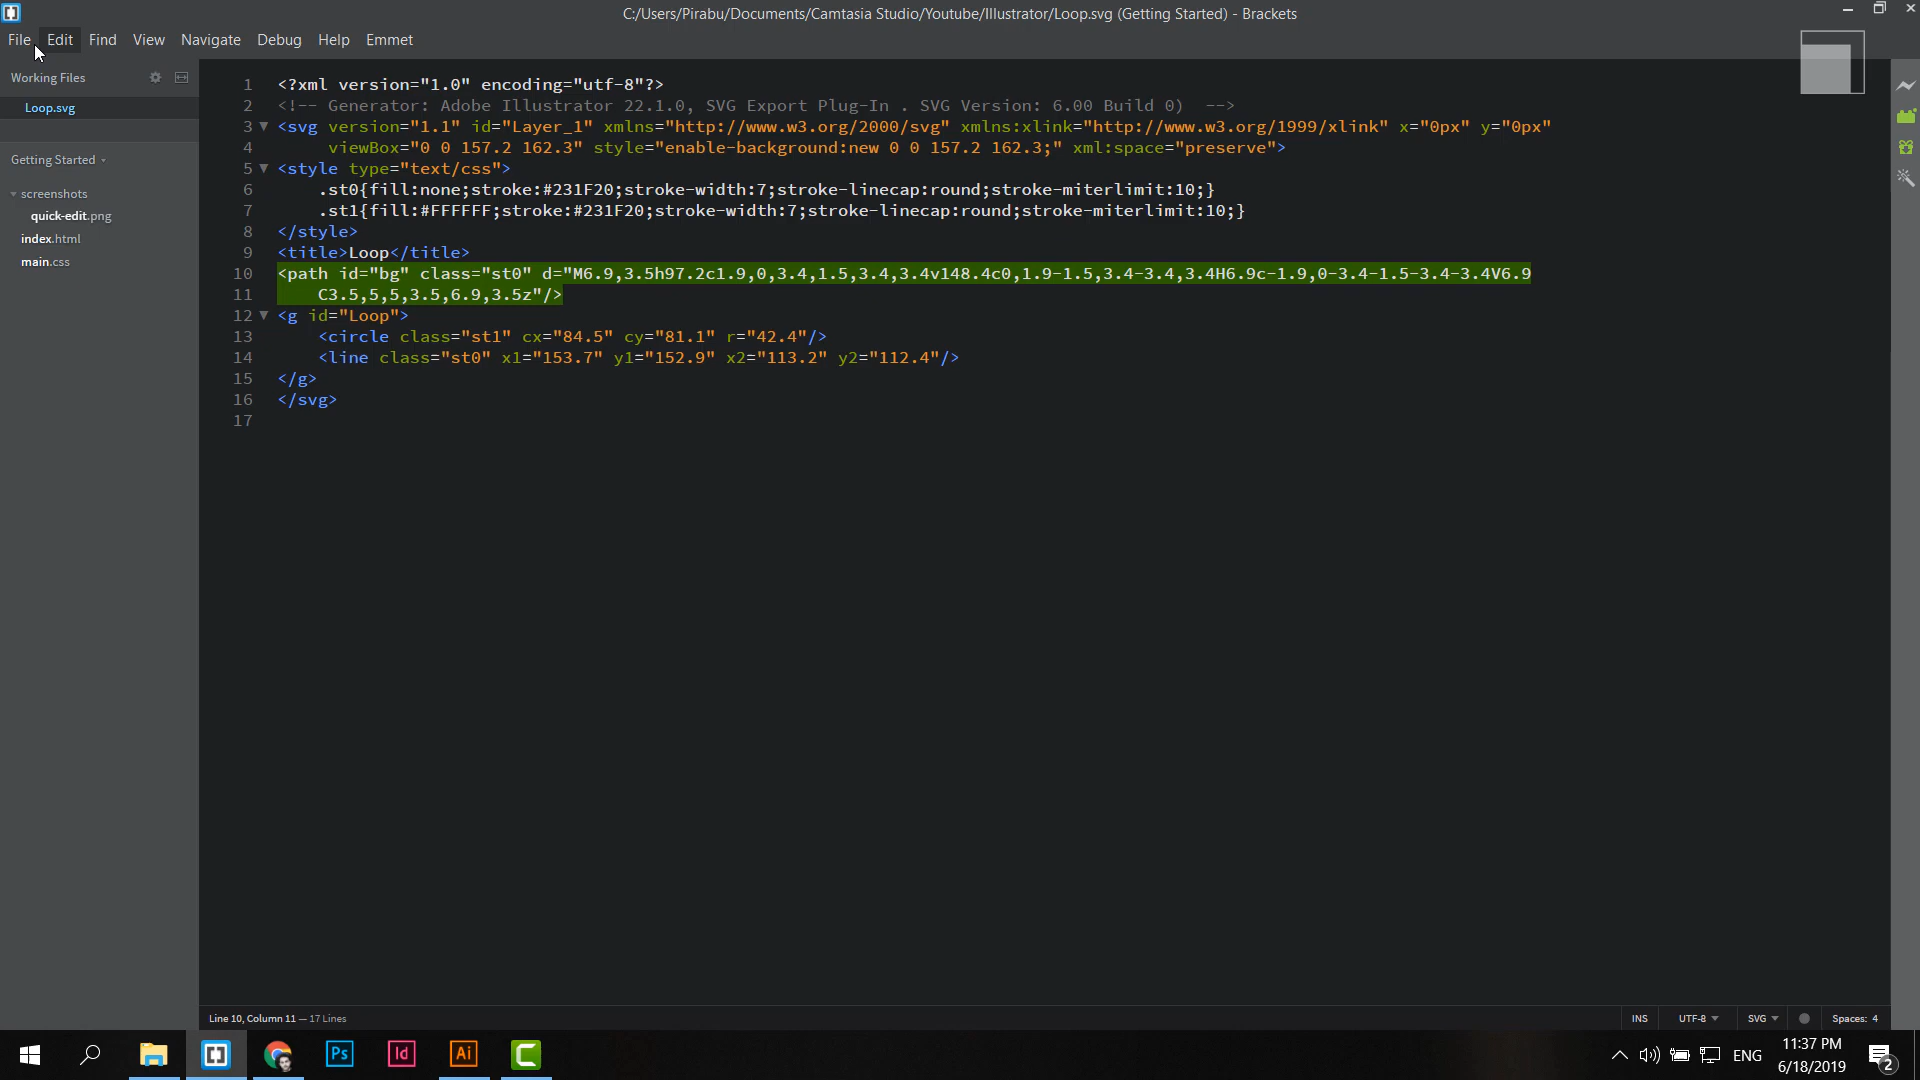 C:/Users/Pirabu/Documents/Camtasia Studio/Youtube/Illustrator/Loop.svg (Getting Started) - Brackets
File Edit Find View Navigate Debug Help Emmet
Working Files
Loop.svg
Getting Started
screenshots
quick-edit.png
index.html
main.css
1 <?xml version="1.0" encoding="utf-8"?>
2 <!-- Generator: Adobe Illustrator 22.1.0, SVG Export Plug-In . SVG Version: 6.00 Build 0)  -->
3 <svg version="1.1" id="Layer_1" xmlns="http://www.w3.org/2000/svg" xmlns:xlink="http://www.w3.org/1999/xlink" x="0px" y="0px"
4 viewBox="0 0 157.2 162.3" style="enable-background:new 0 0 157.2 162.3;" xml:space="preserve">
5 <style type="text/css">
6 .st0{fill:none;stroke:#231F20;stroke-width:7;stroke-linecap:round;stroke-miterlimit:10;}
7 .st1{fill:#FFFFFF;stroke:#231F20;stroke-width:7;stroke-linecap:round;stroke-miterlimit:10;}
8 </style>
9 <title>Loop</title>
10 <path id="bg" class="st0" d="M6.9,3.5h97.2c1.9,0,3.4,1.5,3.4,3.4v148.4c0,1.9-1.5,3.4-3.4,3.4H6.9c-1.9,0-3.4-1.5-3.4-3.4V6.9
11 C3.5,5,5,3.5,6.9,3.5z"/>
12 <g id="Loop">
13 <circle class="st1" cx="84.5" cy="81.1" r="42.4"/>
14 <line class="st0" x1="153.7" y1="152.9" x2="113.2" y2="112.4"/>
15 </g>
16 </svg>
17
Line 10, Column 11 — 17 Lines
INS UTF-8 SVG Spaces: 4
Ps Id Ai C
ENG
11:37 PM
6/18/2019
2